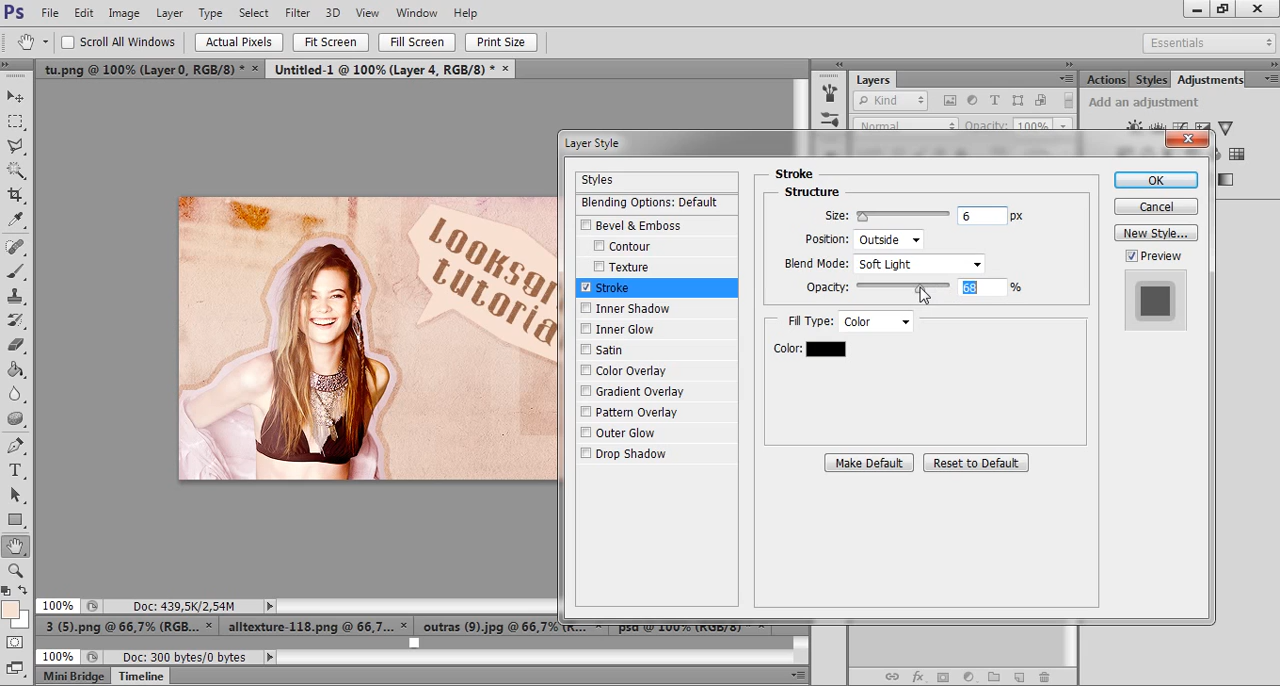 Ps File Edit Image Layer Type Select Filter 3D View Window Help
Scroll All Windows Actual Pixels Fit Screen Fill Screen Print Size Essentials
tu.png @ 100% (Layer 0, RGB/8) * × Untitled-1 @ 100% (Layer 4, RGB/8) * ×
Layers
Actions Styles Adjustments
Kind
Add an adjustment
Normal Opacity: 100%
Layer Style
Styles
Blending Options: Default
Bevel & Emboss
Contour
Texture
Stroke
Inner Shadow
Inner Glow
Satin
Color Overlay
Gradient Overlay
Pattern Overlay
Outer Glow
Drop Shadow
Stroke
Structure
Size: 6 px
Position: Outside
Blend Mode: Soft Light
Opacity: 68 %
Fill Type: Color
Color:
Make Default Reset to Default
OK
Cancel
New Style...
Preview
100% Doc: 439,5K/2,54M
3 (5).png @ 66,7% (RGB... × alltexture-118.png @ 66,7%... × outras (9).jpg @ 66,7% (R... × psd @ 100% (RGB/8) * ×
100% Doc: 300 bytes/0 bytes
Mini Bridge Timeline